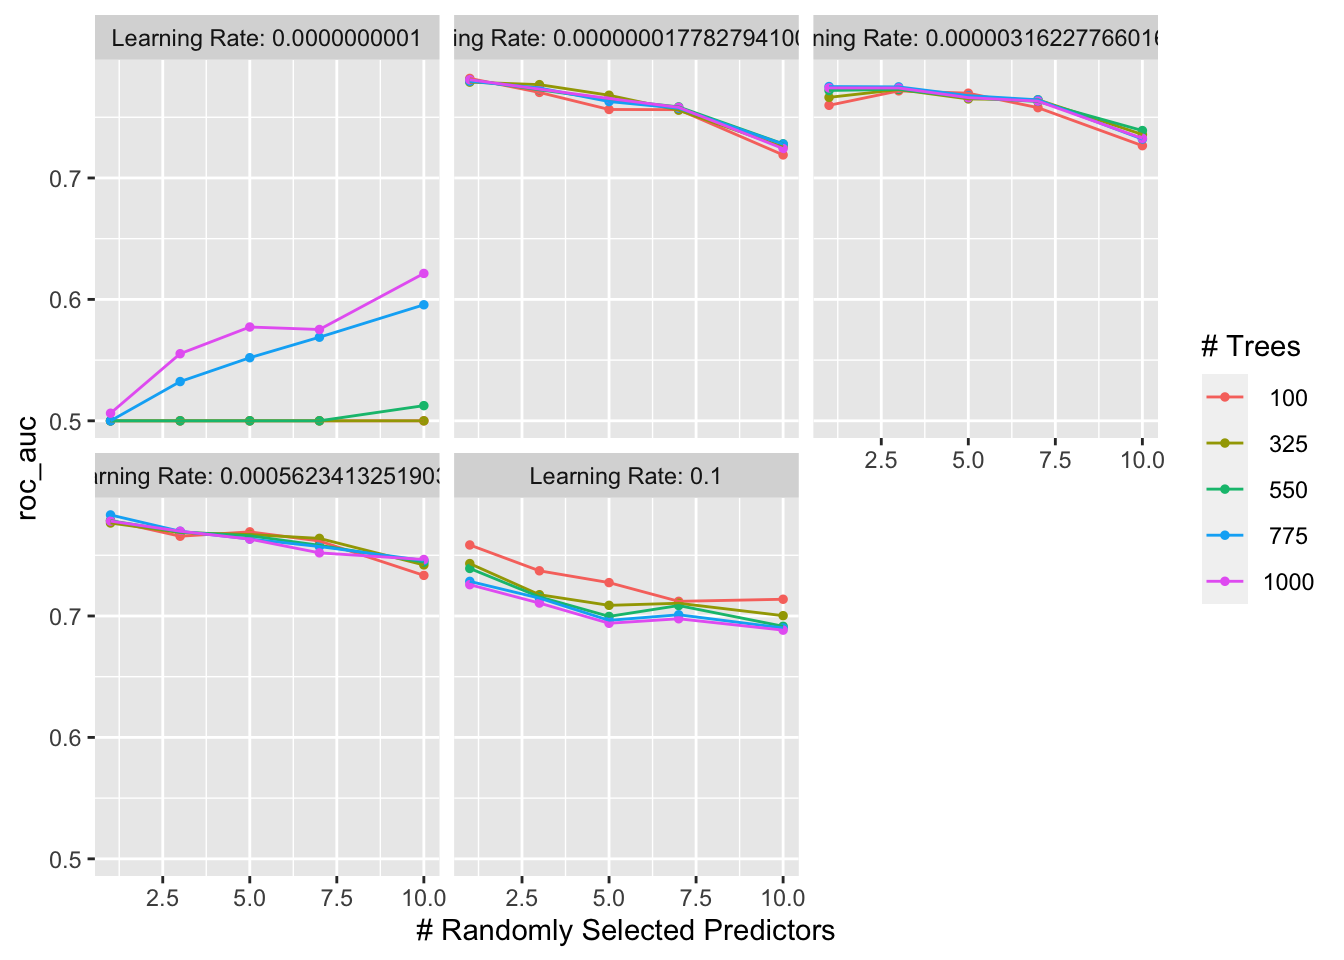 Learning Rate: 0.0000000001
ing Rate: 0.000000017782794100
ning Rate: 0.0000031622776601
0.7
0.6
0.5
2.5 5.0 7.5 10.0
roc_auc
arning Rate: 0.000562341325190
Learning Rate: 0.1
0.7
0.6
0.5
2.5 5.0 7.5 10.0
2.5 5.0 7.5 10.0
# Randomly Selected Predictors
# Trees
100
325
550
775
1000